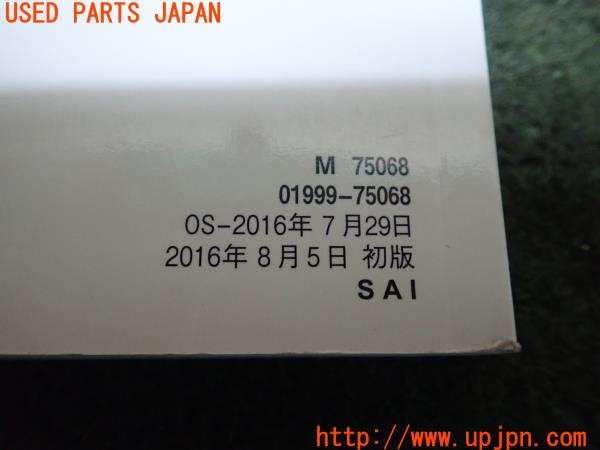 USED PARTS JAPAN
M 75068
01999-75068
OS-2016年 7月29日
2016年 8月5日 初版
SAI
http://www.upjpn.com/